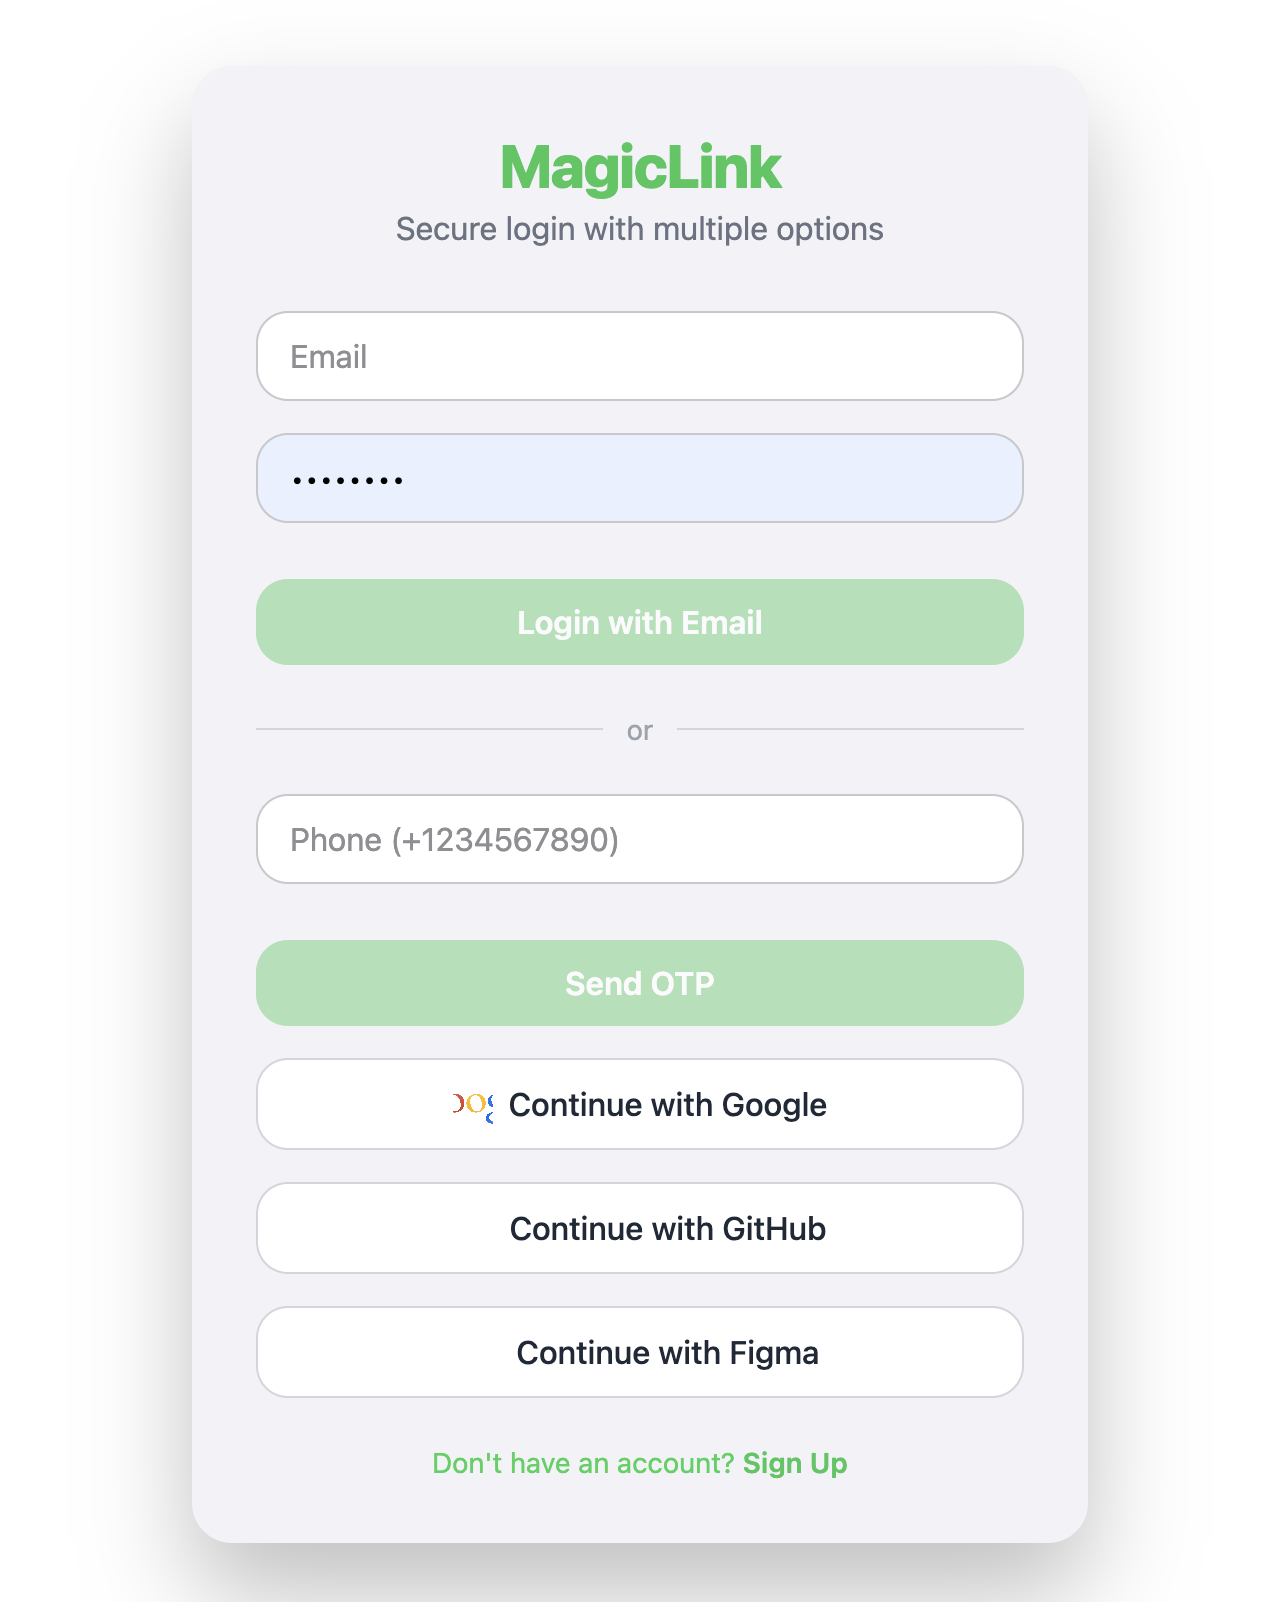 MagicLink
Secure login with multiple options
Email
••••••••
Login with Email
or
Phone (+1234567890)
Send OTP
Continue with Google
Continue with GitHub
Continue with Figma
Don't have an account? Sign Up